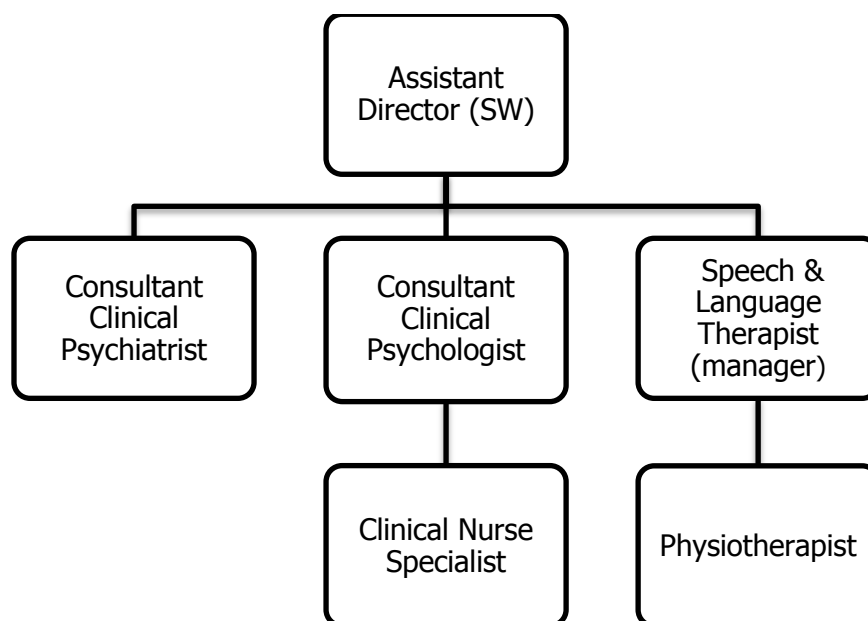 Assistant
Director (SW)
Consultant
Clinical
Psychiatrist
Consultant
Clinical
Psychologist
Speech &
Language
Therapist
(manager)
Clinical Nurse
Specialist
Physiotherapist